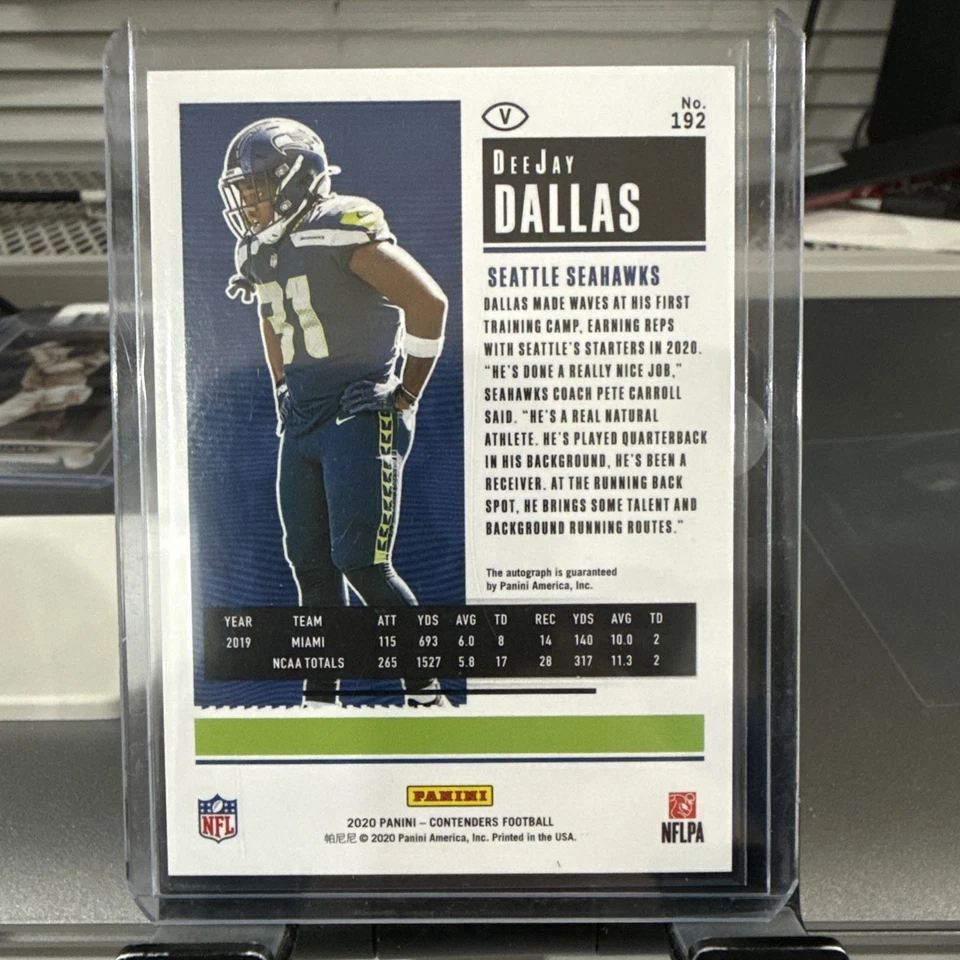 V
No.
192
DEEJAY
DALLAS
SEATTLE SEAHAWKS
DALLAS MADE WAVES AT HIS FIRST
TRAINING CAMP, EARNING REPS
WITH SEATTLE'S STARTERS IN 2020.
"HE'S DONE A REALLY NICE JOB,"
SEAHAWKS COACH PETE CARROLL
SAID. "HE'S A REAL NATURAL
ATHLETE. HE'S PLAYED QUARTERBACK
IN HIS BACKGROUND, HE'S BEEN A
RECEIVER. AT THE RUNNING BACK
SPOT, HE BRINGS SOME TALENT AND
BACKGROUND RUNNING ROUTES."
31
The autograph is guaranteed
by Panini America, Inc.
YEAR TEAM ATT YDS AVG TD REC YDS AVG TD
2019 MIAMI 115 693 6.0 8 14 140 10.0 2
NCAA TOTALS 265 1527 5.8 17 28 317 11.3 2
PANINI
NFL
2020 PANINI – CONTENDERS FOOTBALL
帕尼尼 © 2020 Panini America, Inc. Printed in the USA.
NFLPA